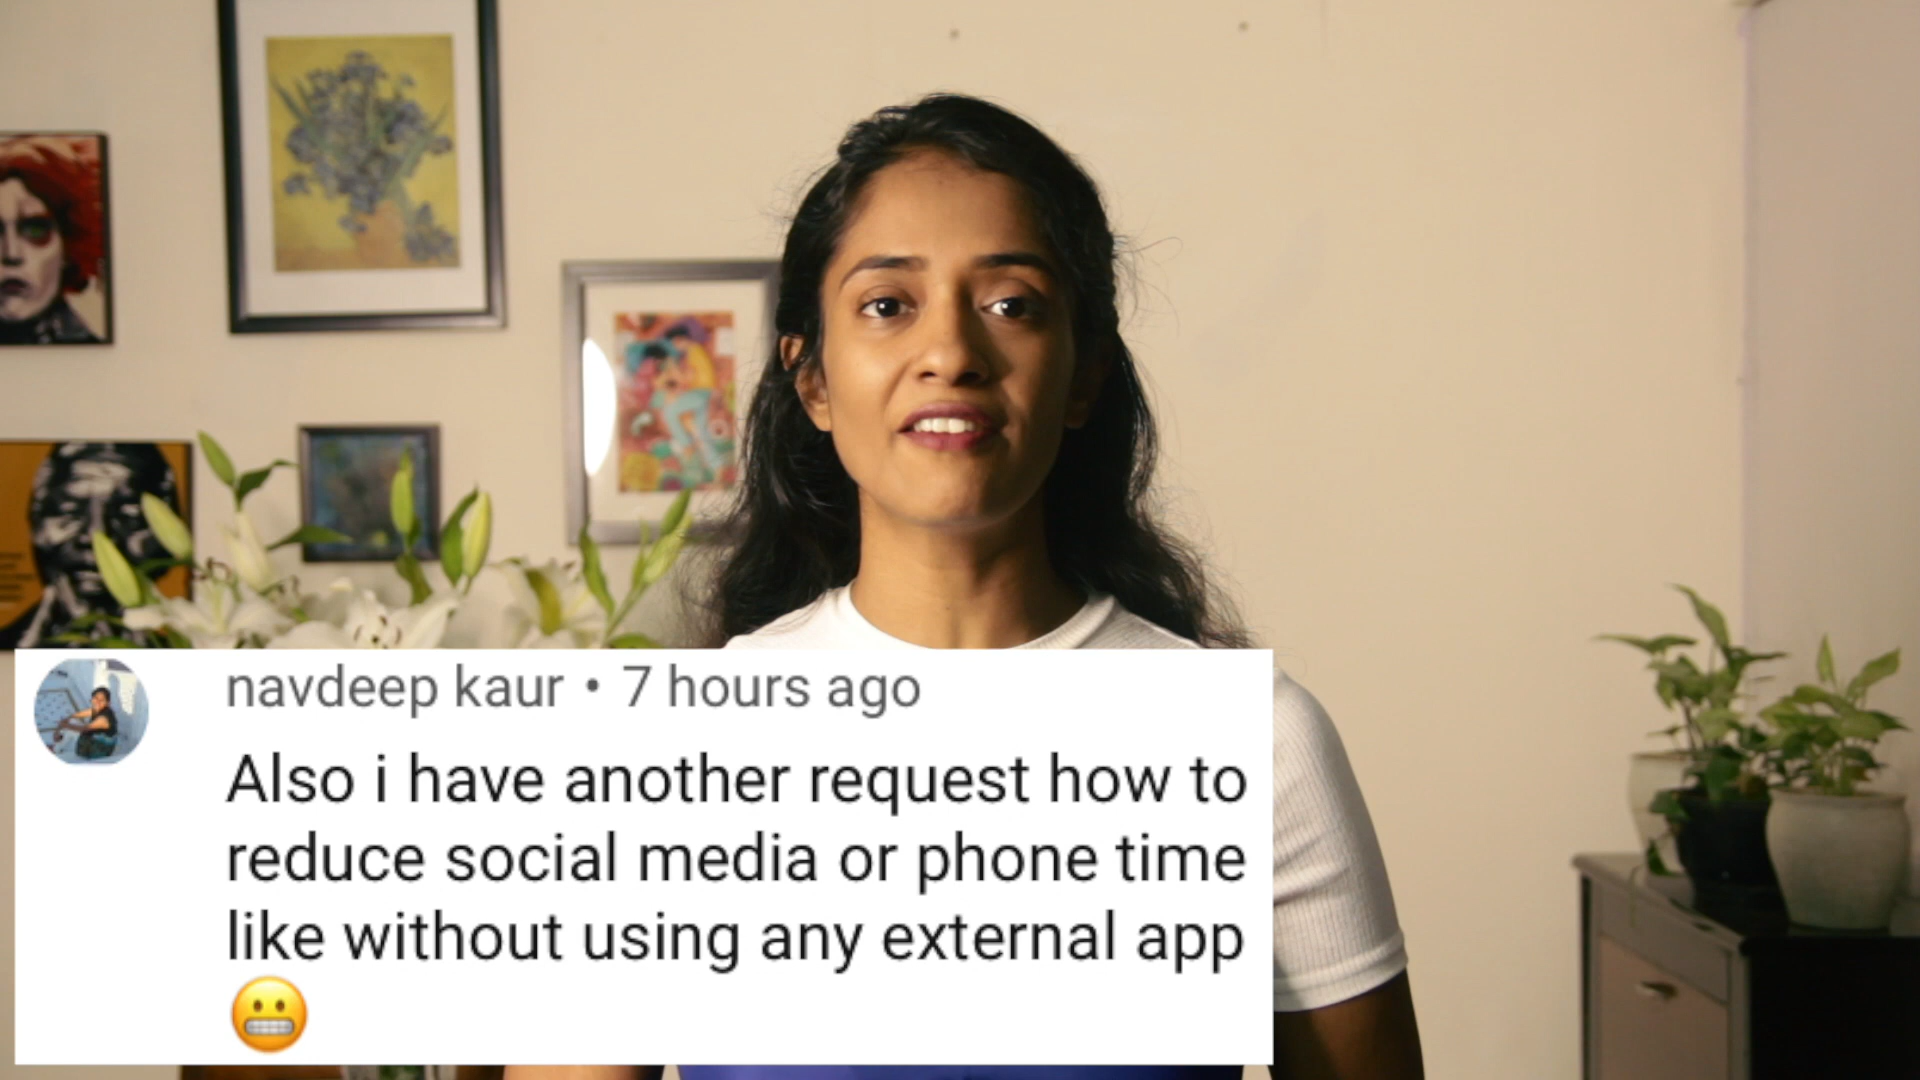 navdeep kaur • 7 hours ago
Also i have another request how to
reduce social media or phone time
like without using any external app
😬